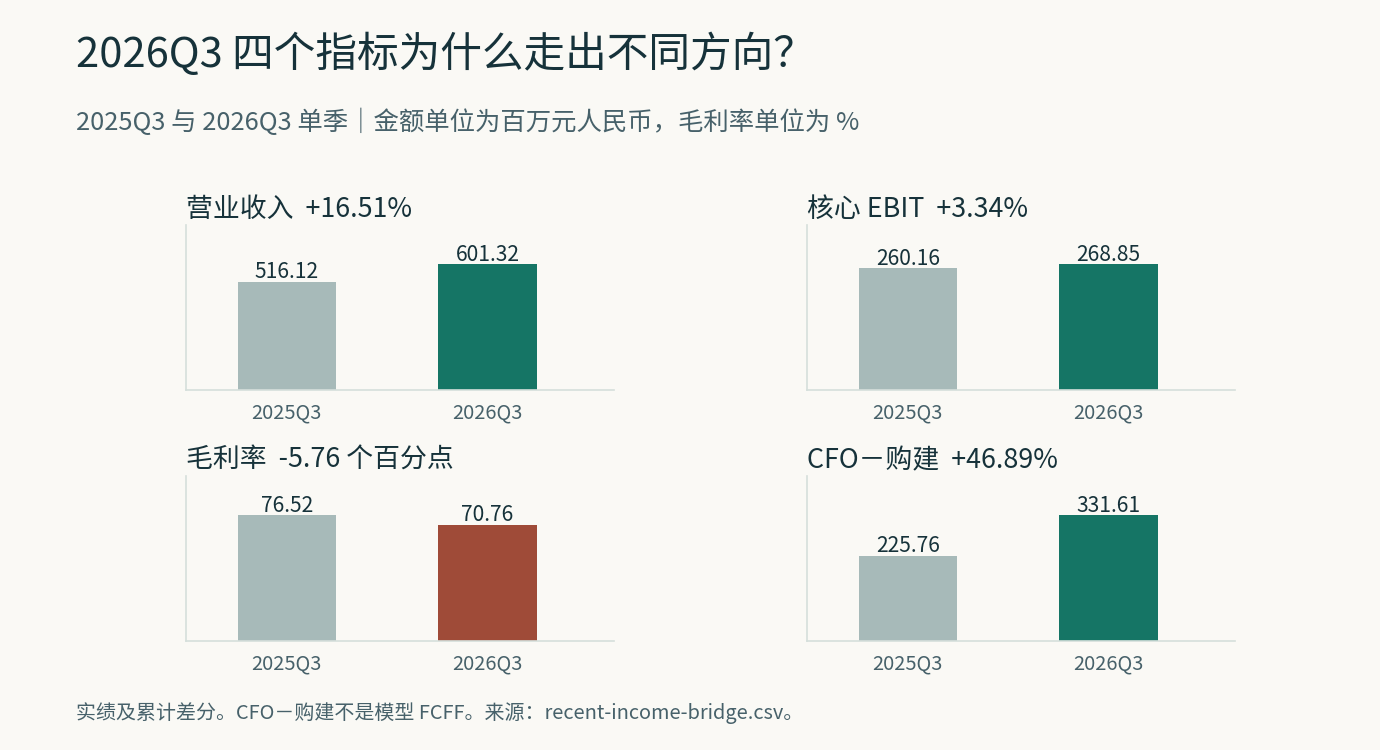 2026Q3 四个指标为什么走出不同方向？
2025Q3 与 2026Q3 单季｜金额单位为百万元人民币，毛利率单位为 %
营业收入 +16.51%
516.12
601.32
2025Q3
2026Q3
核心 EBIT +3.34%
260.16
268.85
2025Q3
2026Q3
毛利率 -5.76 个百分点
76.52
70.76
2025Q3
2026Q3
CFO－购建 +46.89%
225.76
331.61
2025Q3
2026Q3
实绩及累计差分。CFO－购建不是模型 FCFF。来源：recent-income-bridge.csv。